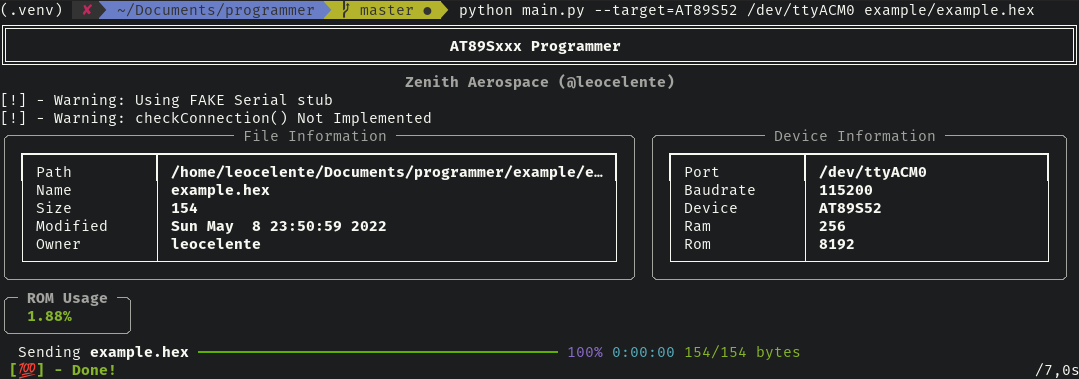 (.venv) ✘ ~/Documents/programmer master ● python main.py --target=AT89S52 /dev/ttyACM0 example/example.hex
AT89Sxxx Programmer
Zenith Aerospace (@leocelente)
[!] - Warning: Using FAKE Serial stub
[!] - Warning: checkConnection() Not Implemented
File Information
Path /home/leocelente/Documents/programmer/example/e…
Name example.hex
Size 154
Modified Sun May  8 23:50:59 2022
Owner leocelente
Device Information
Port /dev/ttyACM0
Baudrate 115200
Device AT89S52
Ram 256
Rom 8192
ROM Usage
1.88%
Sending example.hex 100% 0:00:00 154/154 bytes
[💯] - Done!
/7,0s